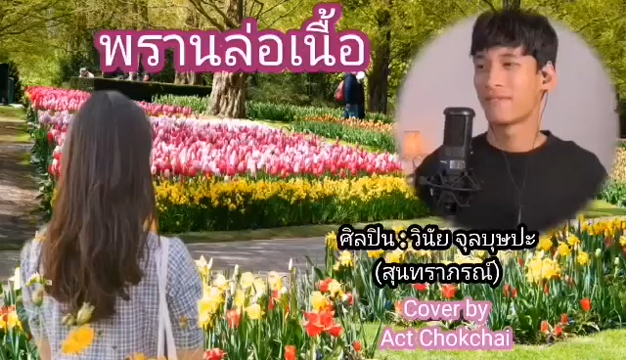 พรานล่อเนื้อ
ศิลปิน : วินัย จุลบุษปะ
(สุนทราภรณ์)
Cover by
Act Chokchai